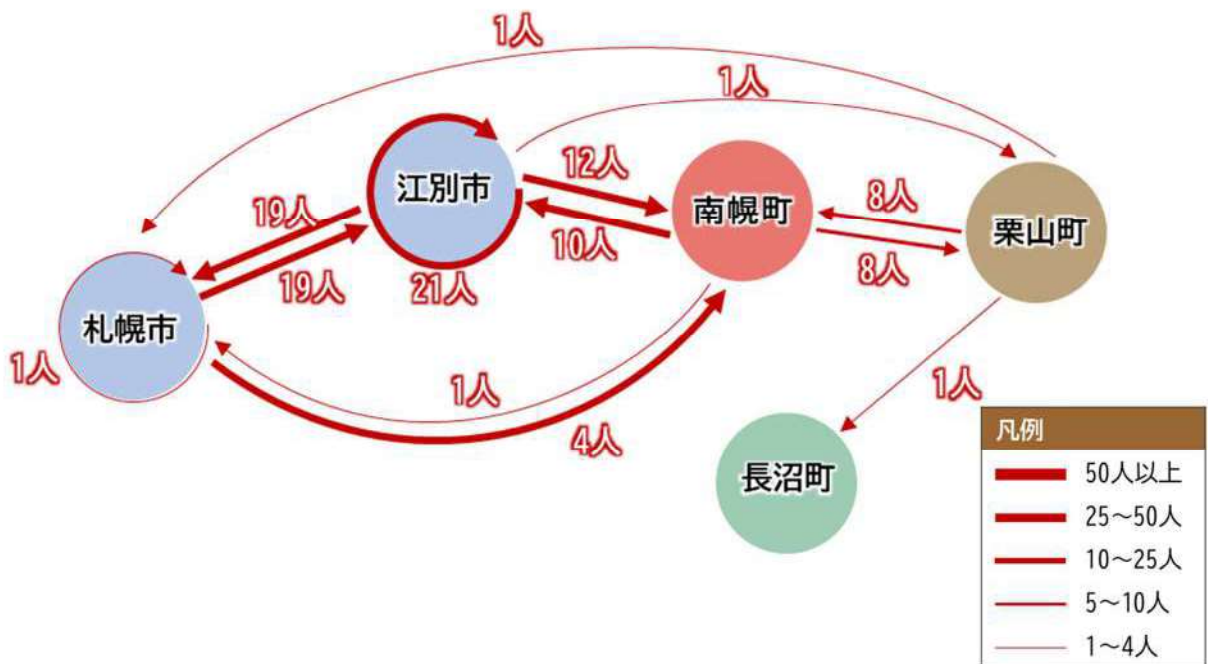 1人
1人
江別市
12人
南幌町
8人
栗山町
19人
10人
8人
19人
21人
札幌市
1人
1人
1人
4人
長沼町
凡例
50人以上
25～50人
10～25人
5～10人
1～4人